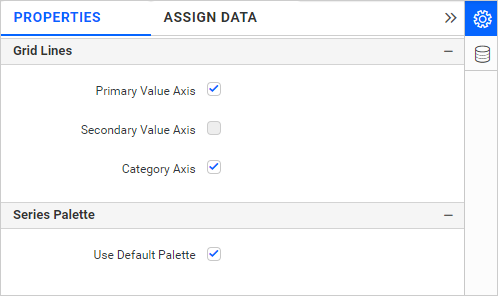 PROPERTIES ASSIGN DATA
Grid Lines
Primary Value Axis
Secondary Value Axis
Category Axis
Series Palette
Use Default Palette